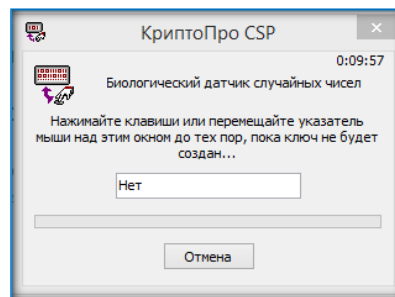 КриптоПро CSP
0:09:57
Биологический датчик случайных чисел
Нажимайте клавиши или перемещайте указатель
мыши над этим окном до тех пор, пока ключ не будет
создан...
Нет
Отмена